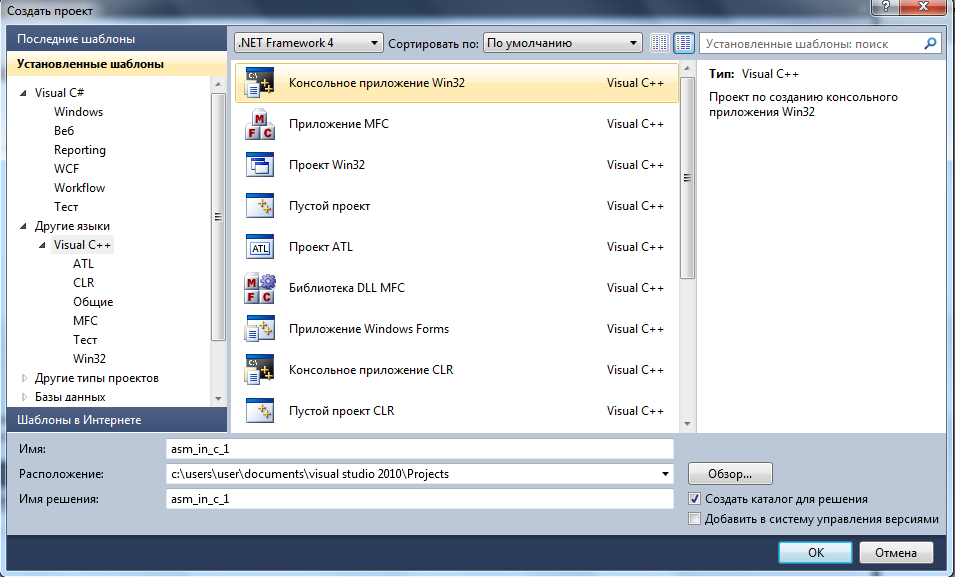 Создать проект
Последние шаблоны
Установленные шаблоны
Visual C#
Windows
Веб
Reporting
WCF
Workflow
Тест
Другие языки
Visual C++
ATL
CLR
Общие
MFC
Тест
Win32
Другие типы проектов
Базы данных
Шаблоны в Интернете
.NET Framework 4
Сортировать по: По умолчанию
Установленные шаблоны: поиск
Консольное приложение Win32 Visual C++
Приложение MFC Visual C++
Проект Win32 Visual C++
Пустой проект Visual C++
Проект ATL Visual C++
Библиотека DLL MFC Visual C++
Приложение Windows Forms Visual C++
Консольное приложение CLR Visual C++
Пустой проект CLR Visual C++
Тип: Visual C++
Проект по созданию консольного
приложения Win32
Имя: asm_in_c_1
Расположение: c:\users\user\documents\visual studio 2010\Projects
Обзор...
Имя решения: asm_in_c_1
Создать каталог для решения
Добавить в систему управления версиями
OK
Отмена